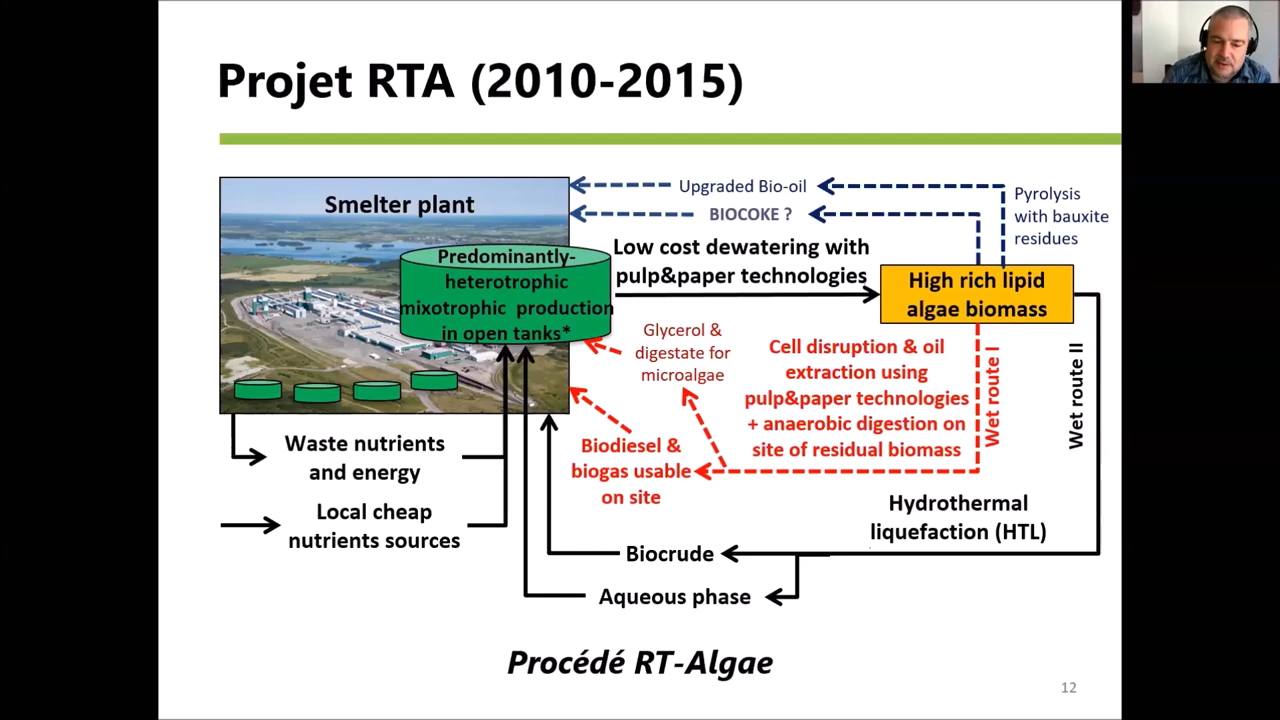 Projet RTA (2010-2015)
Smelter plant
Predominantly-
heterotrophic
mixotrophic production
in open tanks*
Upgraded Bio-oil
BIOCOKE ?
Pyrolysis
with bauxite
residues
Low cost dewatering with
pulp&paper technologies
High rich lipid
algae biomass
Glycerol &
digestate for
microalgae
Cell disruption & oil
extraction using
pulp&paper technologies
+ anaerobic digestion on
site of residual biomass
Wet route I
Wet route II
Biodiesel &
biogas usable
on site
Waste nutrients
and energy
Local cheap
nutrients sources
Hydrothermal
liquefaction (HTL)
Biocrude
Aqueous phase
Procédé RT-Algae
12